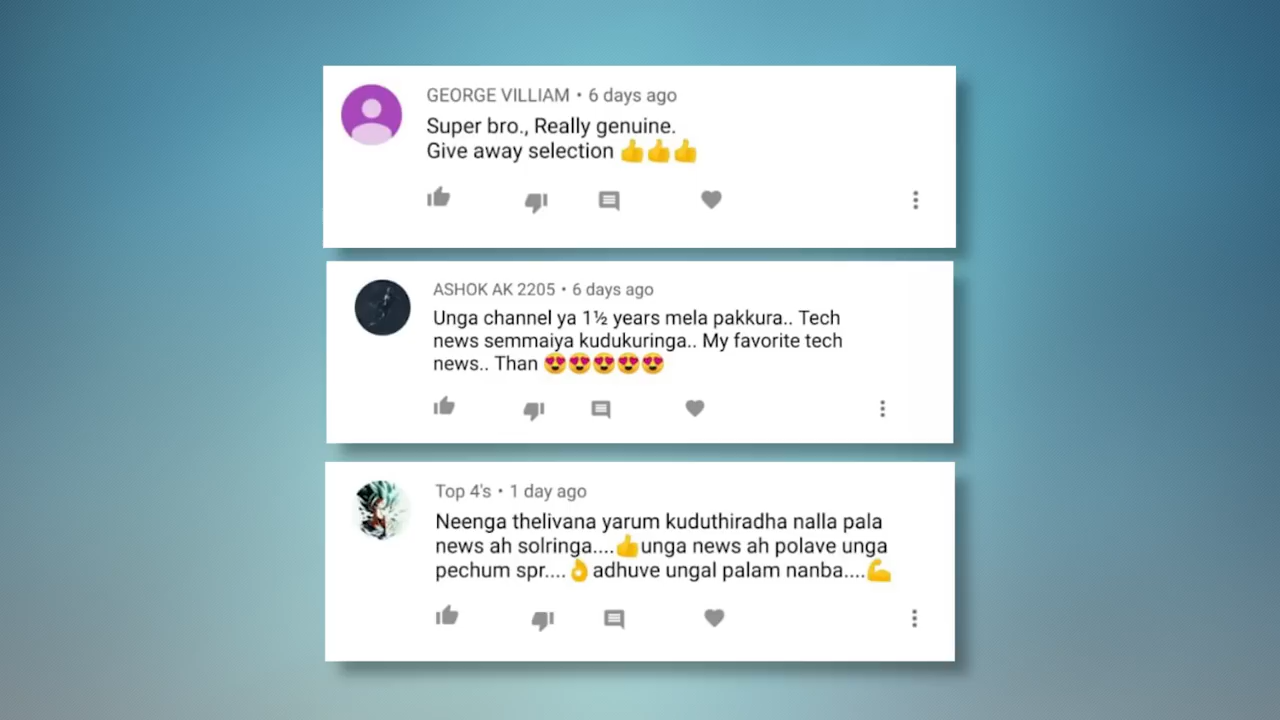 GEORGE VILLIAM • 6 days ago
Super bro., Really genuine.
Give away selection 👍👍👍
ASHOK AK 2205 • 6 days ago
Unga channel ya 1½ years mela pakkura.. Tech
news semmaiya kudukuringa.. My favorite tech
news.. Than 😍😍😍😍😍
Top 4's • 1 day ago
Neenga thelivana yarum kuduthiradha nalla pala
news ah solringa....👍unga news ah polave unga
pechum spr....👌adhuve ungal palam nanba....💪